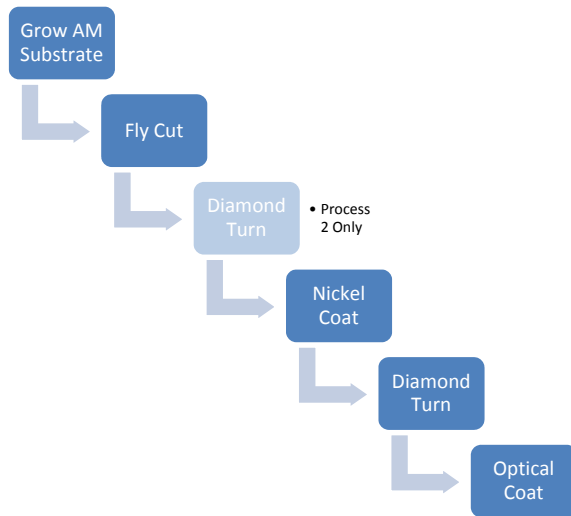 Grow AM
Substrate
Fly Cut
Diamond
Turn
• Process
2 Only
Nickel
Coat
Diamond
Turn
Optical
Coat